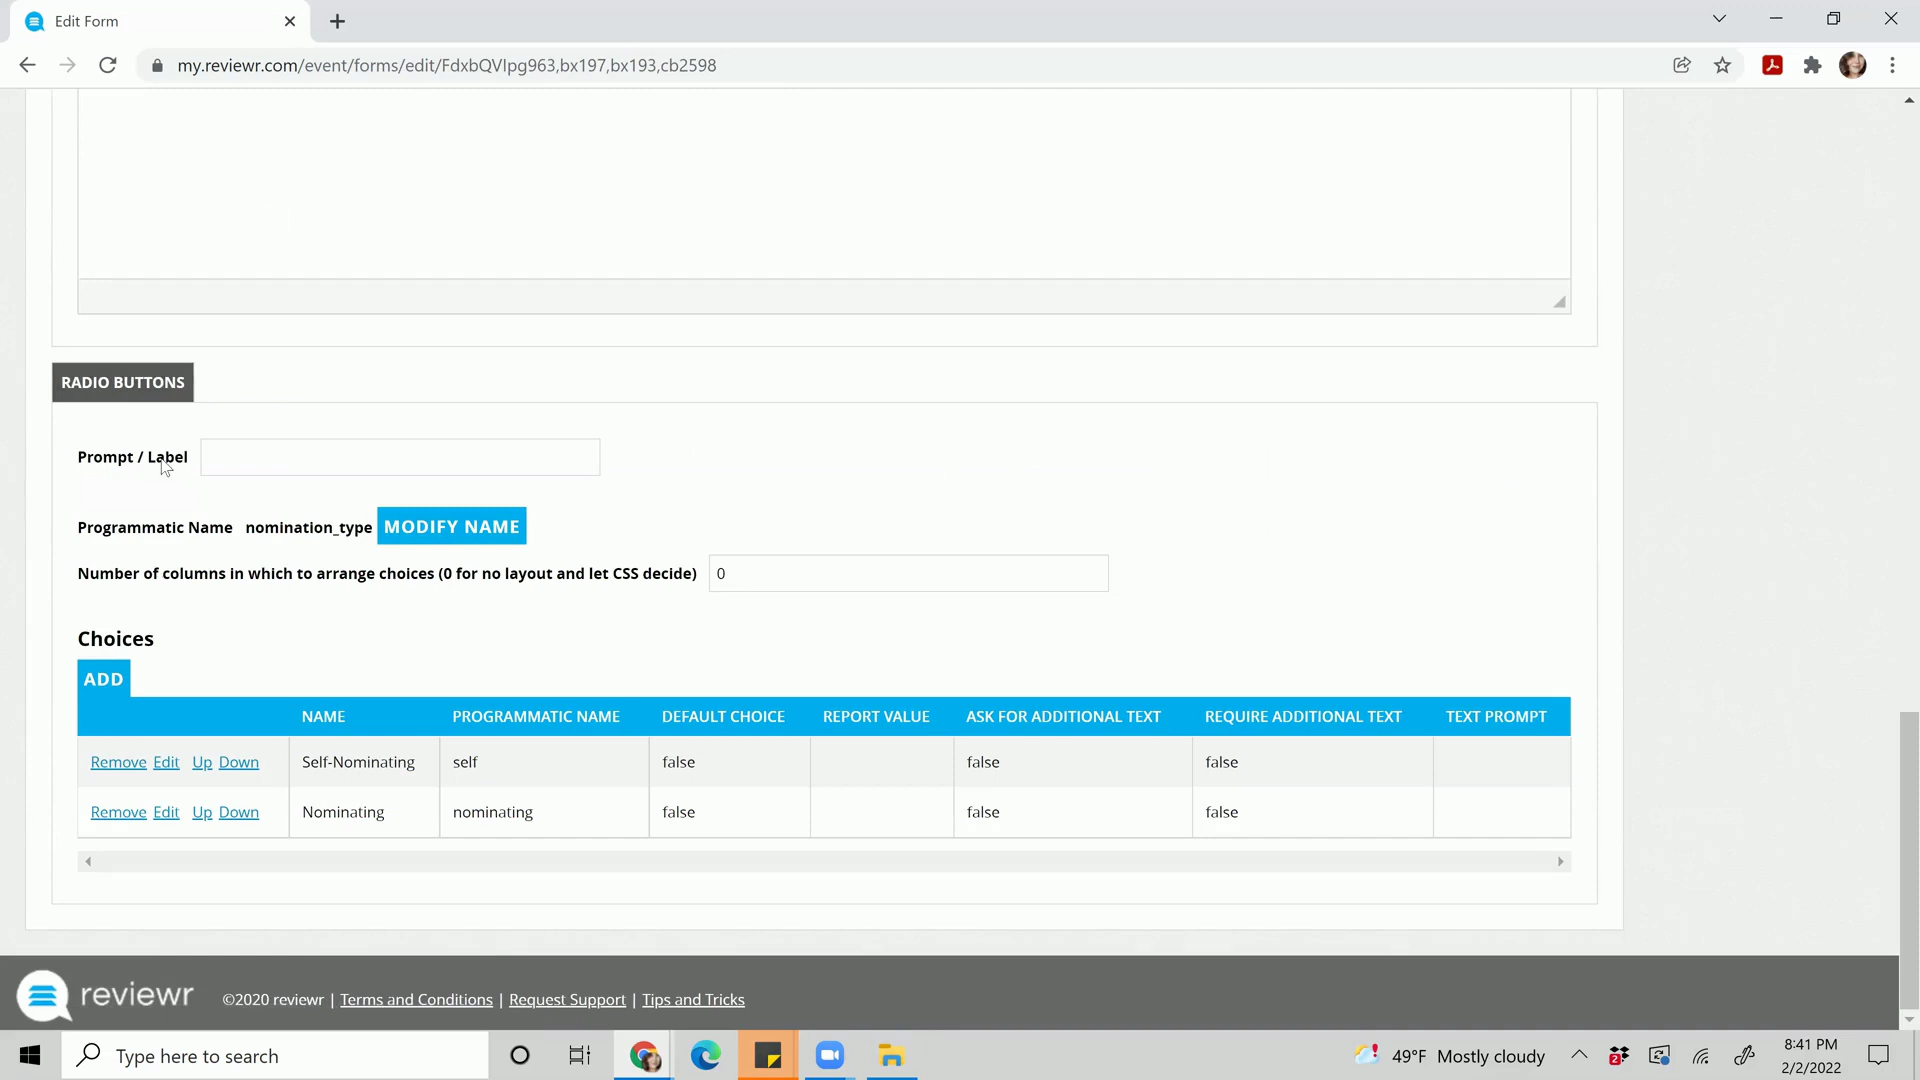 Edit Form
my.reviewr.com/event/forms/edit/FdxbQVlpg963,bx197,bx193,cb2598
RADIO BUTTONS
Prompt / Label
Programmatic Name nomination_type MODIFY NAME
Number of columns in which to arrange choices (0 for no layout and let CSS decide) 0
Choices
ADD
NAME PROGRAMMATIC NAME DEFAULT CHOICE REPORT VALUE ASK FOR ADDITIONAL TEXT REQUIRE ADDITIONAL TEXT TEXT PROMPT
Remove Edit Up Down Self-Nominating self false false false
Remove Edit Up Down Nominating nominating false false false
reviewr ©2020 reviewr | Terms and Conditions | Request Support | Tips and Tricks
Type here to search 2 49°F Mostly cloudy 8:41 PM
2/2/2022